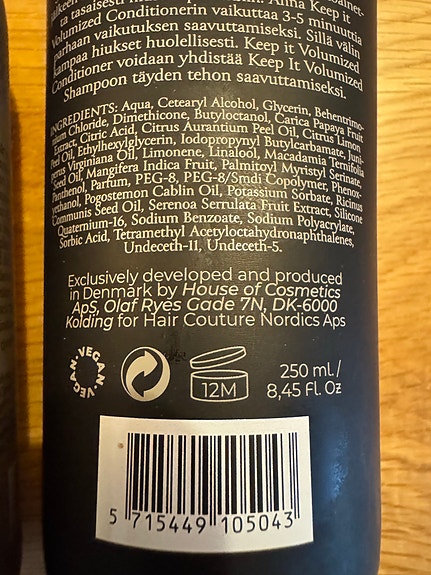 ta tasaisesti
Anna Keep it
Volumized Conditionerin vaikuttaa 3-5 minuuttia
parhaan vaikutuksen saavuttamiseksi. Sillä välin
kampaa hiukset huolellisesti. Keep it Volumized
Conditioner voidaan yhdistää Keep It Volumized
Shampoon täyden tehon saavuttamiseksi.
INGREDIENTS: Aqua, Cetearyl Alcohol, Glycerin, Behentrimo-
nium Chloride, Dimethicone, Butyloctanol, Carica Papaya Fruit
Extract, Citric Acid, Citrus Aurantium Peel Oil, Citrus Limon
Peel Oil, Ethylhexylglycerin, Iodopropynyl Butylcarbamate, Juni-
perus Virginiana Oil, Limonene, Linalool, Macadamia Ternifolia
Seed Oil, Mangifera Indica Fruit, Palmitoyl Myristyl Serinate,
Panthenol, Parfum, PEG-8, PEG-8/Smdi Copolymer, Phenox-
yethanol, Pogostemon Cablin Oil, Potassium Sorbate, Ricinus
Communis Seed Oil, Serenoa Serrulata Fruit Extract, Silicone
Quaternium-16, Sodium Benzoate, Sodium Polyacrylate,
Sorbic Acid, Tetramethyl Acetyloctahydronaphthalenes,
Undeceth-11, Undeceth-5.
Exclusively developed and produced
in Denmark by House of Cosmetics
ApS, Olaf Ryes Gade 7N, DK-6000
Kolding for Hair Couture Nordics Aps
VEGAN. VEGAN.
12M
250 ml./
8,45 Fl. Oz
5 715449 105043